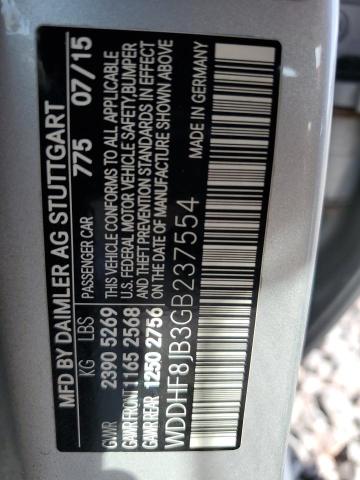 MFD BY DAIMLER AG STUTTGART
KG LBS PASSENGER CAR 775 07/15
GVWR 2390 5269 THIS VEHICLE CONFORMS TO ALL APPLICABLE
GAWR FRONT 1165 2568 U.S. FEDERAL MOTOR VEHICLE SAFETY, BUMPER
GAWR REAR 1250 2756 AND THEFT PREVENTION STANDARDS IN EFFECT
ON THE DATE OF MANUFACTURE SHOWN ABOVE
WDDHF8JB3GB237554
MADE IN GERMANY